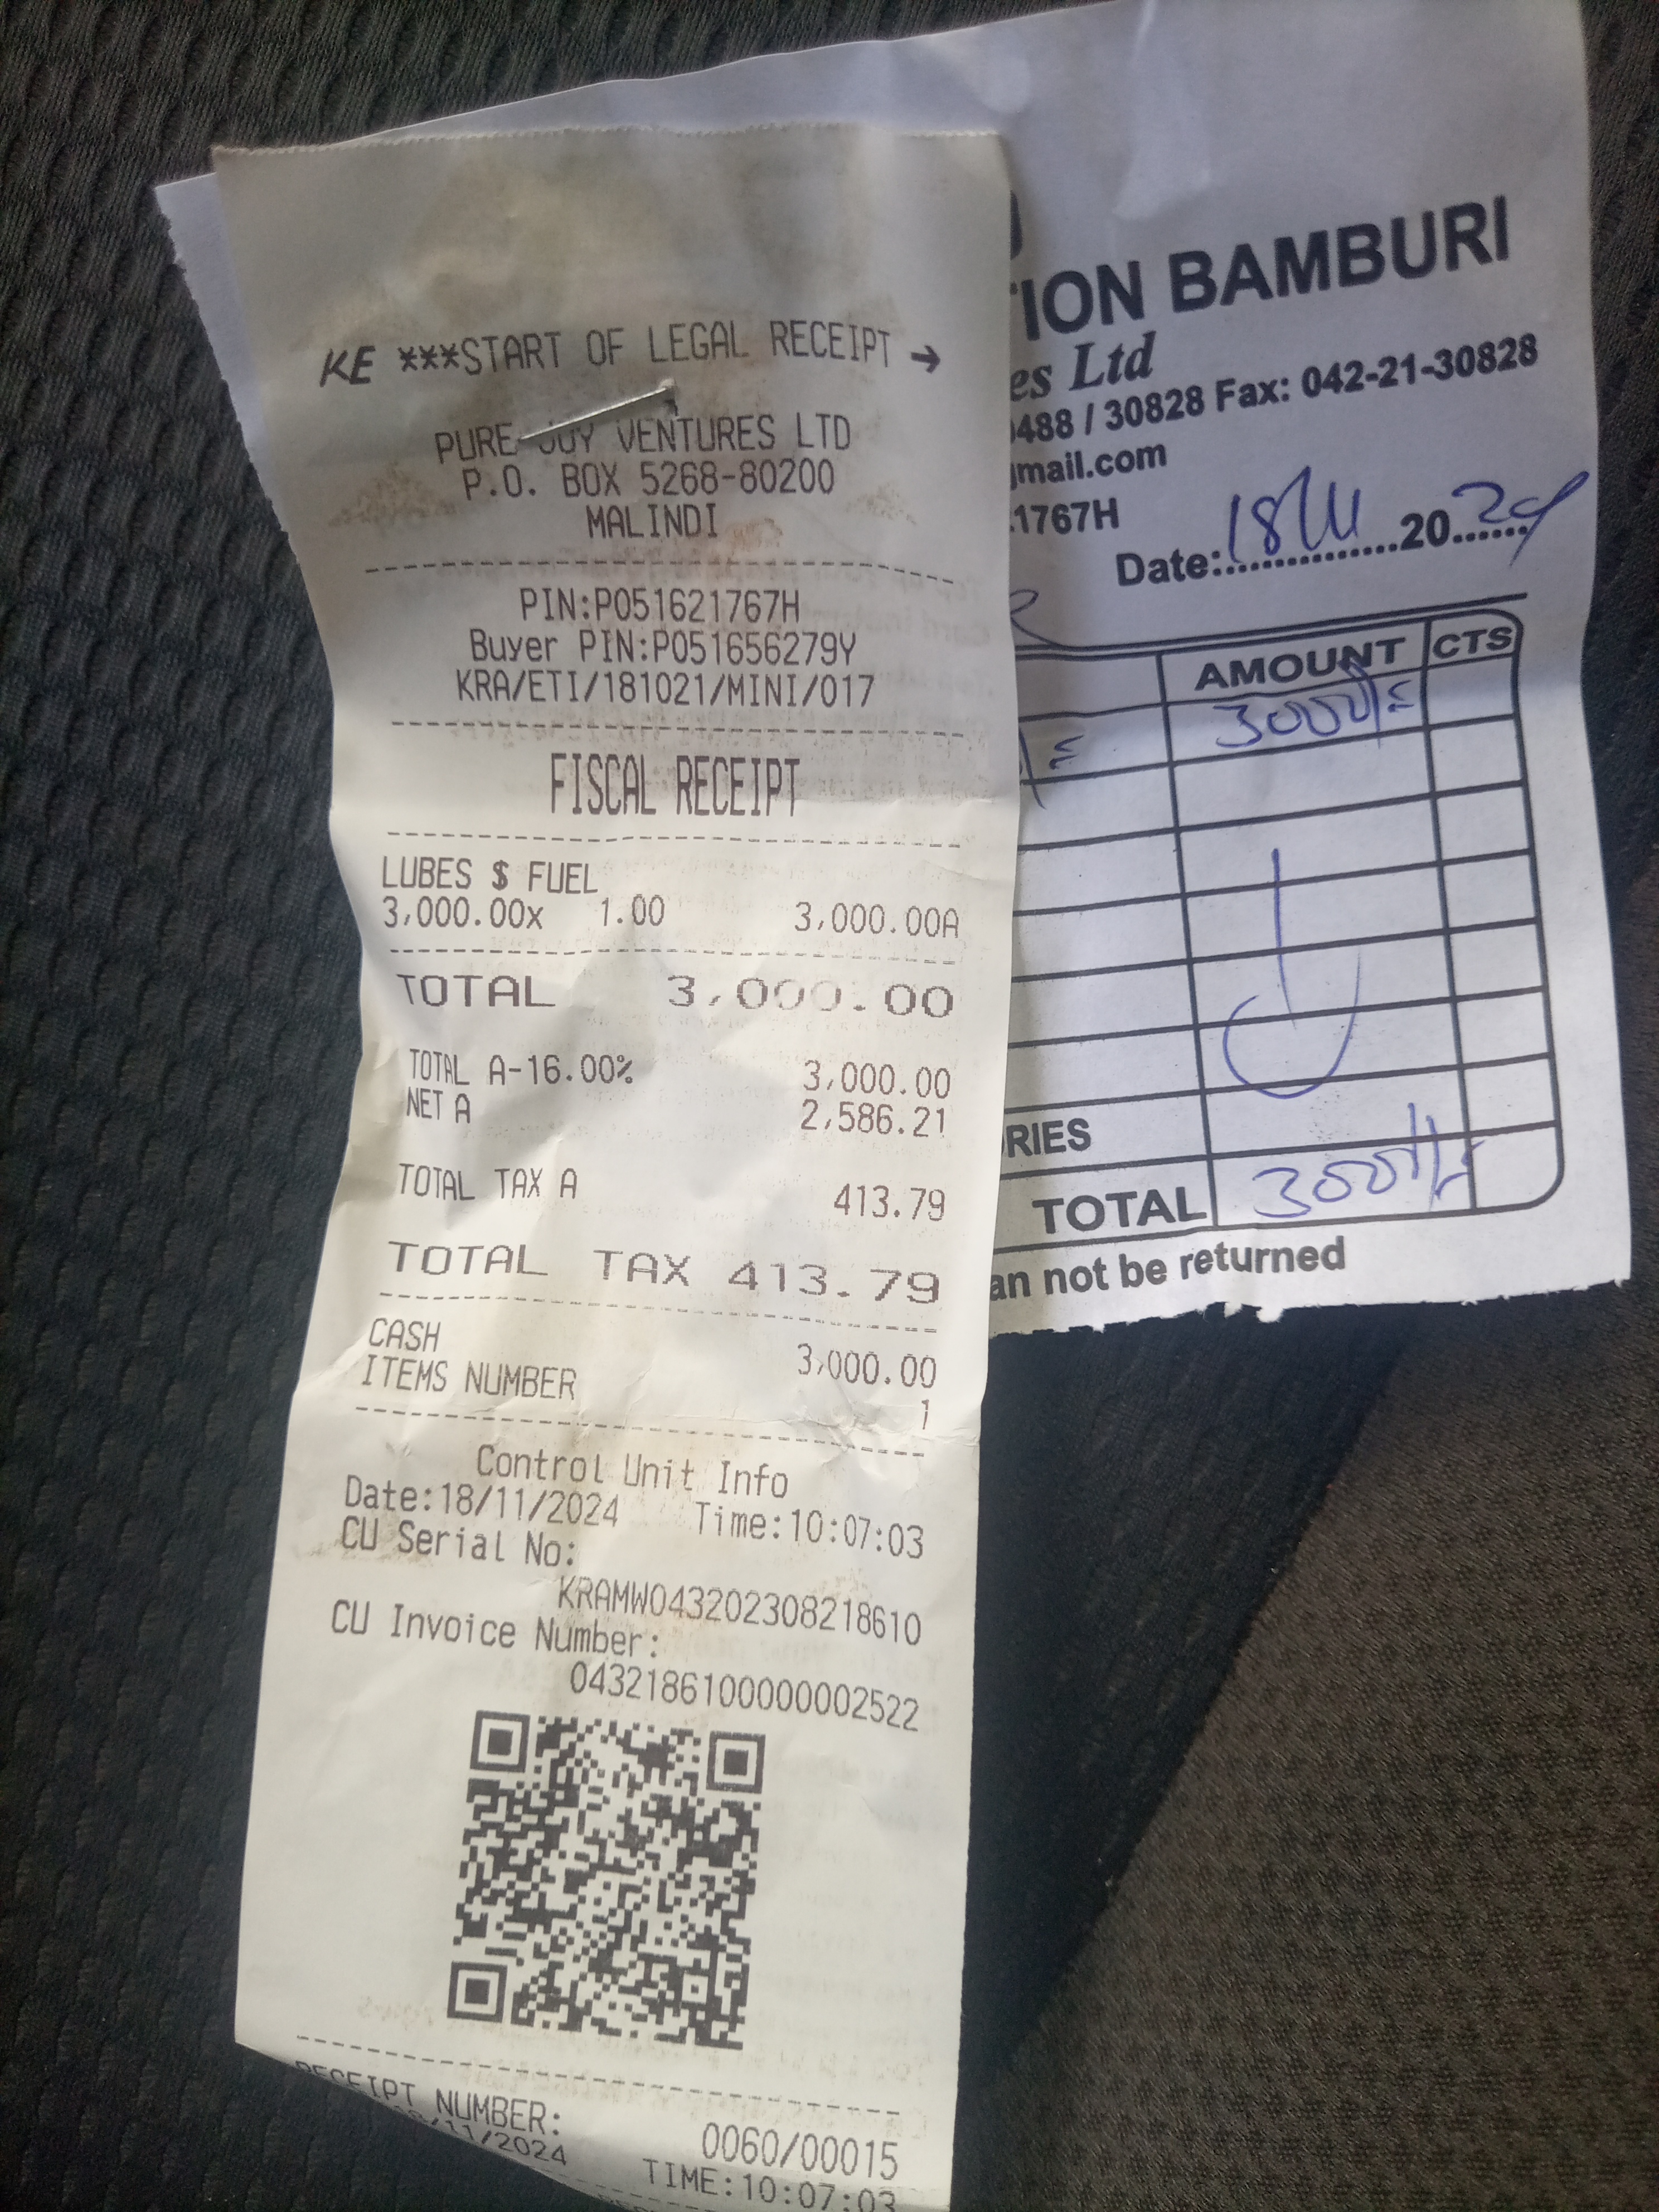 KE ***START OF LEGAL RECEIPT →
PURE JOY VENTURES LTD
P.O. BOX 5268-80200
MALINDI
PIN:P051621767H
Buyer PIN:P051656279Y
KRA/ETI/181021/MINI/017
FISCAL RECEIPT
LUBES $ FUEL
3,000.00x 1.00 3,000.00A
TOTAL 3,000.00
TOTAL A-16.00% 3,000.00
NET A 2,586.21
TOTAL TAX A 413.79
TOTAL TAX 413.79
CASH 3,000.00
ITEMS NUMBER 1
Control Unit Info
Date:18/11/2024 Time:10:07:03
CU Serial No:
KRAMW043202308218610
CU Invoice Number:
0432186100000002522
RECEIPT NUMBER: 0060/00015
18/11/2024 TIME:10:07:03
TION BAMBURI
es Ltd
0488 / 30828 Fax: 042-21-30828
gmail.com
1767H
Date:18/11 2024
AMOUNT CTS
3000/=
RIES
TOTAL 3000/=
an not be returned